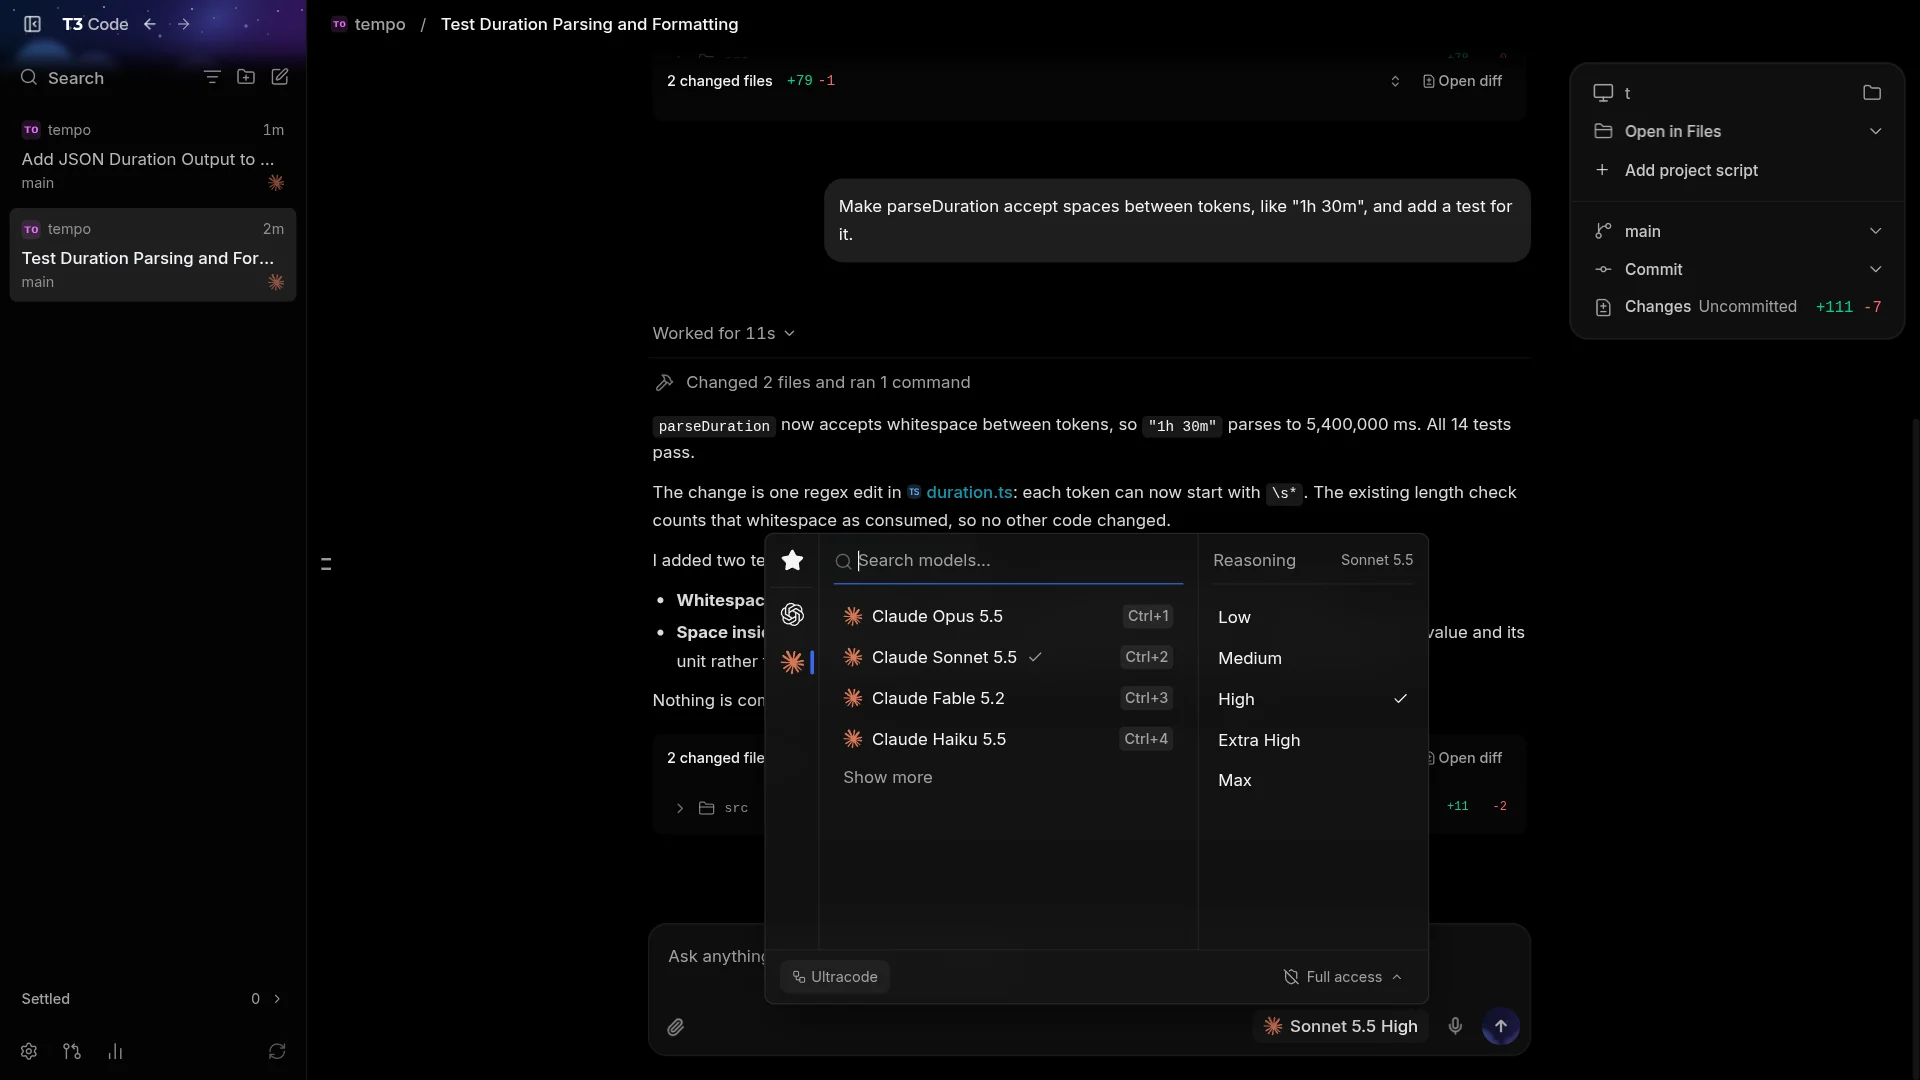 T3 Code
TO tempo / Test Duration Parsing and Formatting
Search
TO tempo 1m
Add JSON Duration Output to ...
main
TO tempo 2m
Test Duration Parsing and For...
main
Settled 0
2 changed files +79 -1 Open diff
Make parseDuration accept spaces between tokens, like "1h 30m", and add a test for
it.
Worked for 11s
Changed 2 files and ran 1 command
parseDuration now accepts whitespace between tokens, so "1h 30m" parses to 5,400,000 ms. All 14 tests
pass.
The change is one regex edit in TS duration.ts: each token can now start with \s*. The existing length check
counts that whitespace as consumed, so no other code changed.
I added two te
Whitespac
Space insi value and its
unit rather
Nothing is con
2 changed file Open diff
src +11 -2
Search models...
Claude Opus 5.5 Ctrl+1
Claude Sonnet 5.5 Ctrl+2
Claude Fable 5.2 Ctrl+3
Claude Haiku 5.5 Ctrl+4
Show more
Reasoning Sonnet 5.5
Low
Medium
High
Extra High
Max
Ultracode Full access
Ask anything
Sonnet 5.5 High
t
Open in Files
Add project script
main
Commit
Changes Uncommitted +111 -7